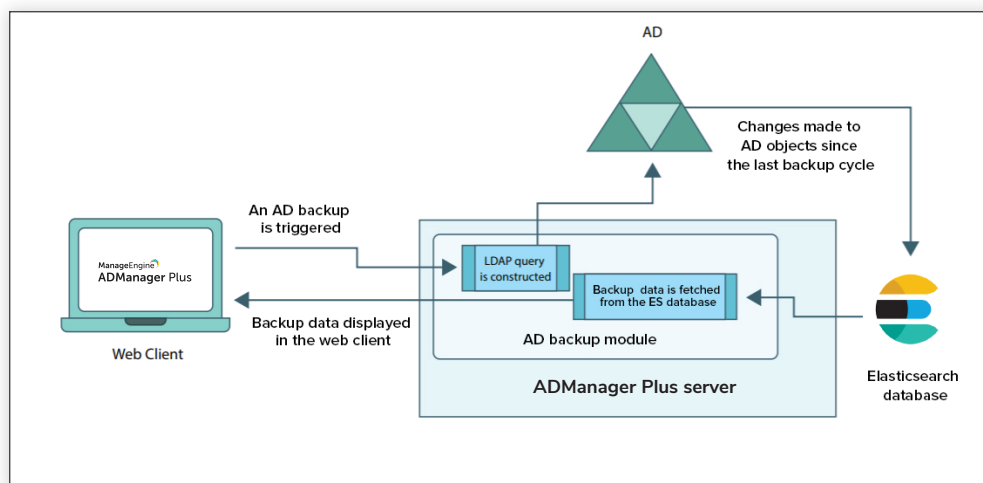 AD
Changes made to
AD objects since
the last backup cycle
An AD backup
is triggered
ManageEngine
ADManager Plus
LDAP query
is constructed
Backup data is fetched
from the ES database
Backup data displayed
in the web client
AD backup module
Web Client
ADManager Plus server
Elasticsearch
database